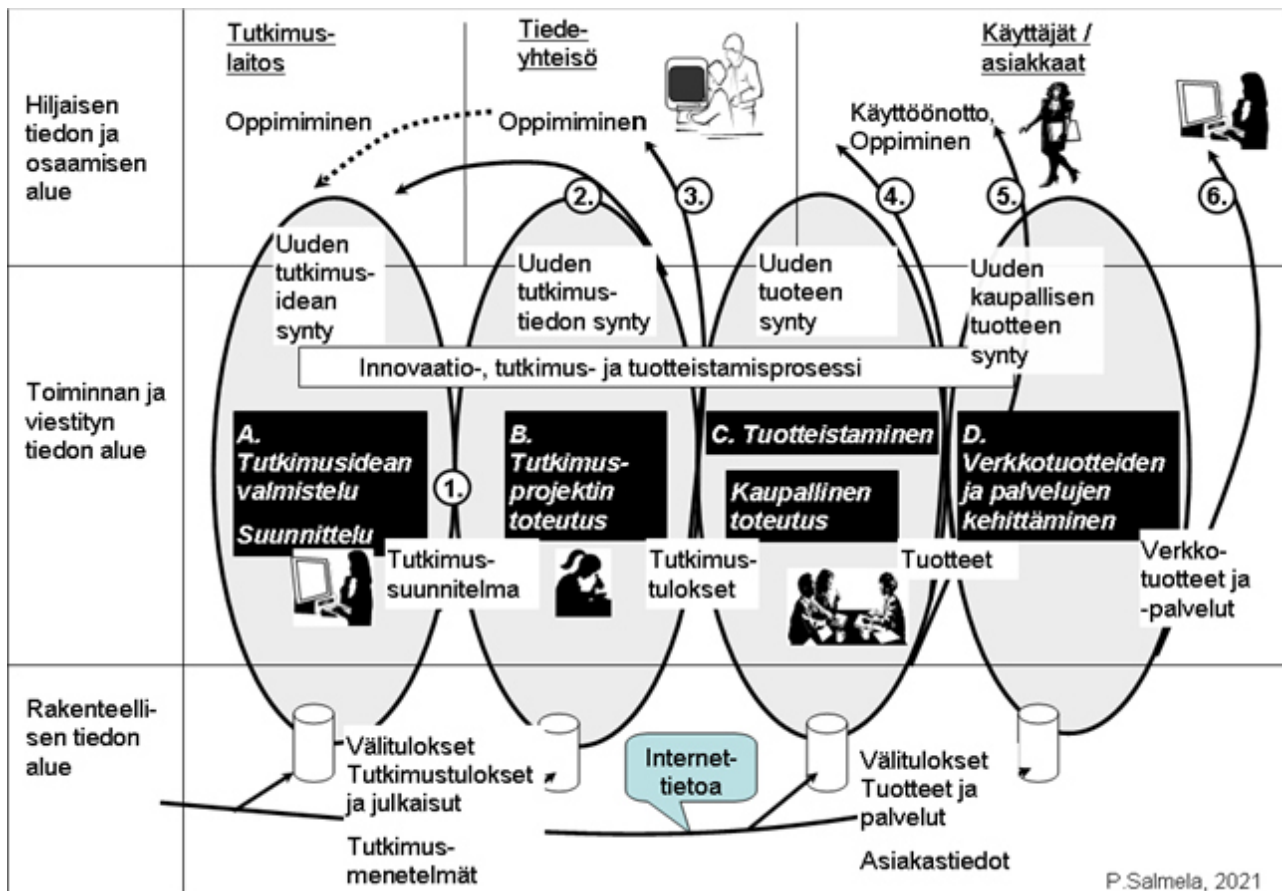 Tutkimus-
laitos
Tiede-
yhteisö
Käyttäjät /
asiakkaat
Hiljaisen
tiedon ja
osaamisen
alue
Oppimiminen
Oppimiminen
Käyttöönotto,
Oppiminen
2.
3.
4.
5.
6.
Uuden
tutkimus-
idean
synty
Uuden
tutkimus-
tiedon synty
Uuden
tuoteen
synty
Uuden
kaupallisen
tuotteen
synty
Innovaatio-, tutkimus- ja tuotteistamisprosessi
Toiminnan ja
viestityn
tiedon alue
A.
Tutkimusidean
valmistelu
Suunnittelu
1.
B.
Tutkimus-
projektin
toteutus
C. Tuotteistaminen
Kaupallinen
toteutus
D.
Verkkotuotteiden
ja palvelujen
kehittäminen
Tutkimus-
suunnitelma
Tutkimus-
tulokset
Tuotteet
Verkko-
tuotteet ja
-palvelut
Rakenteelli-
sen tiedon
alue
Välitulokset
Tutkimustulokset
ja julkaisut
Tutkimus-
menetelmät
Internet-
tietoa
Välitulokset
Tuotteet ja
palvelut
Asiakastiedot
P.Salmela, 2021